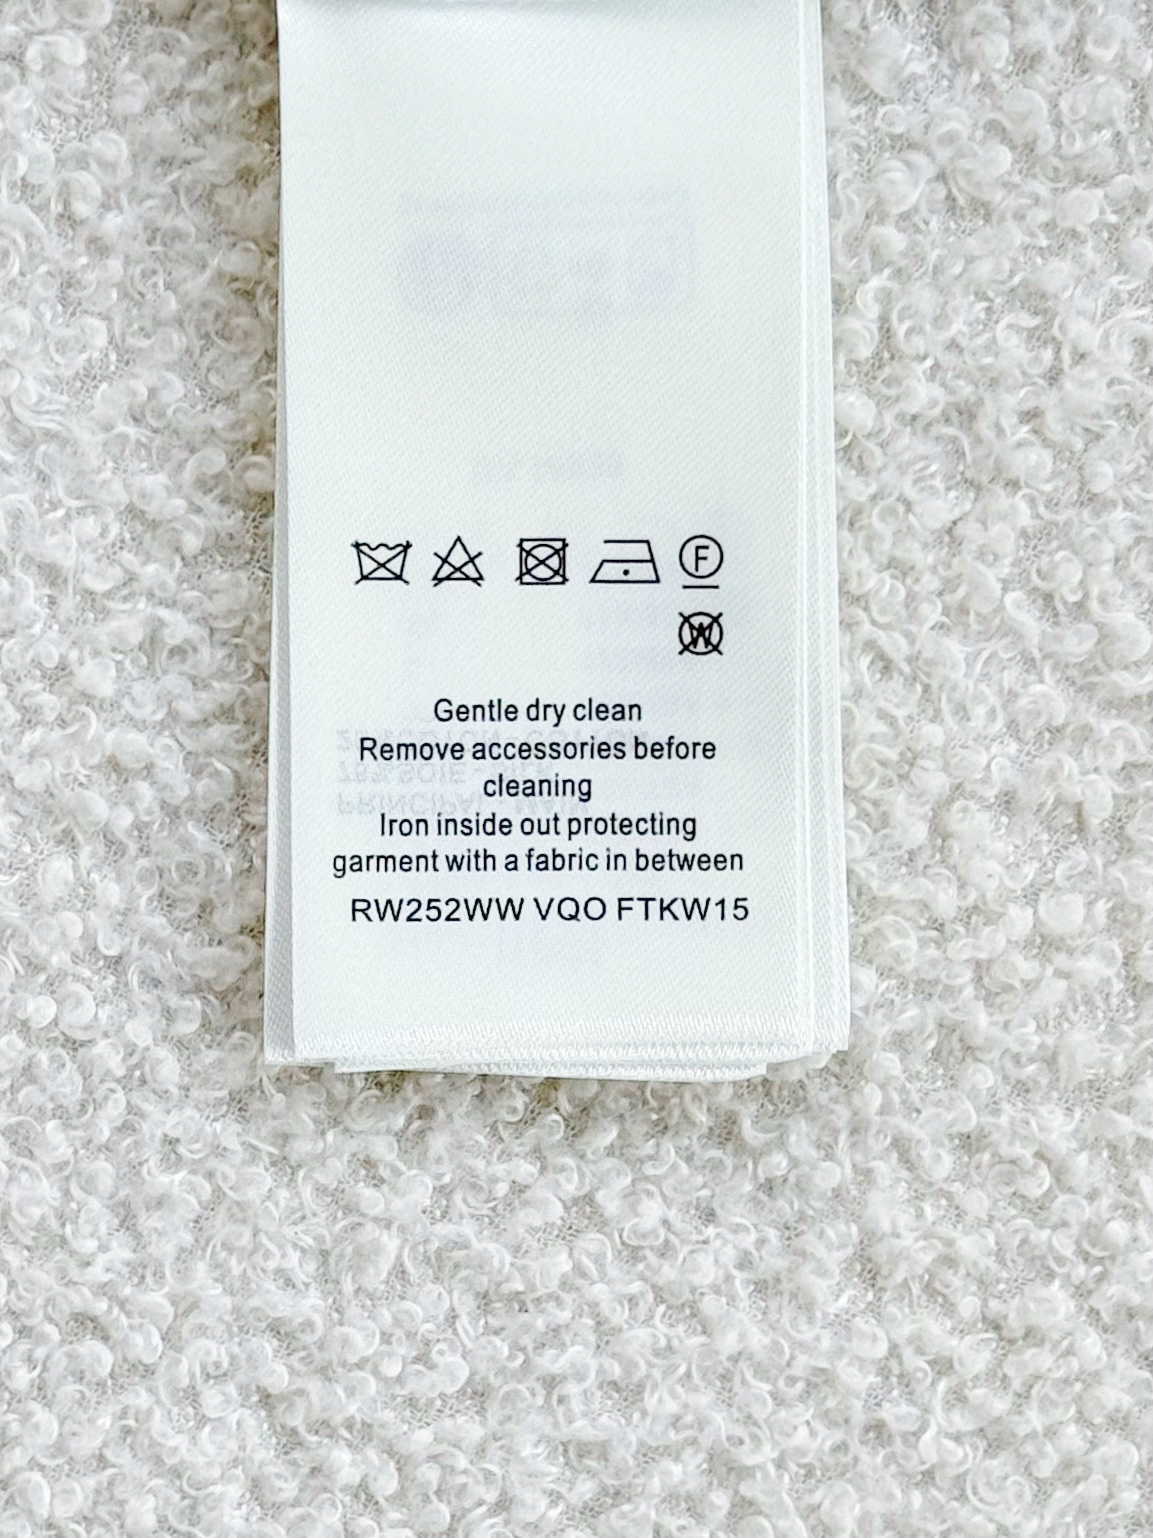 F
W
Gentle dry clean
Remove accessories before
cleaning
Iron inside out protecting
garment with a fabric in between
RW252WW VQO FTKW15